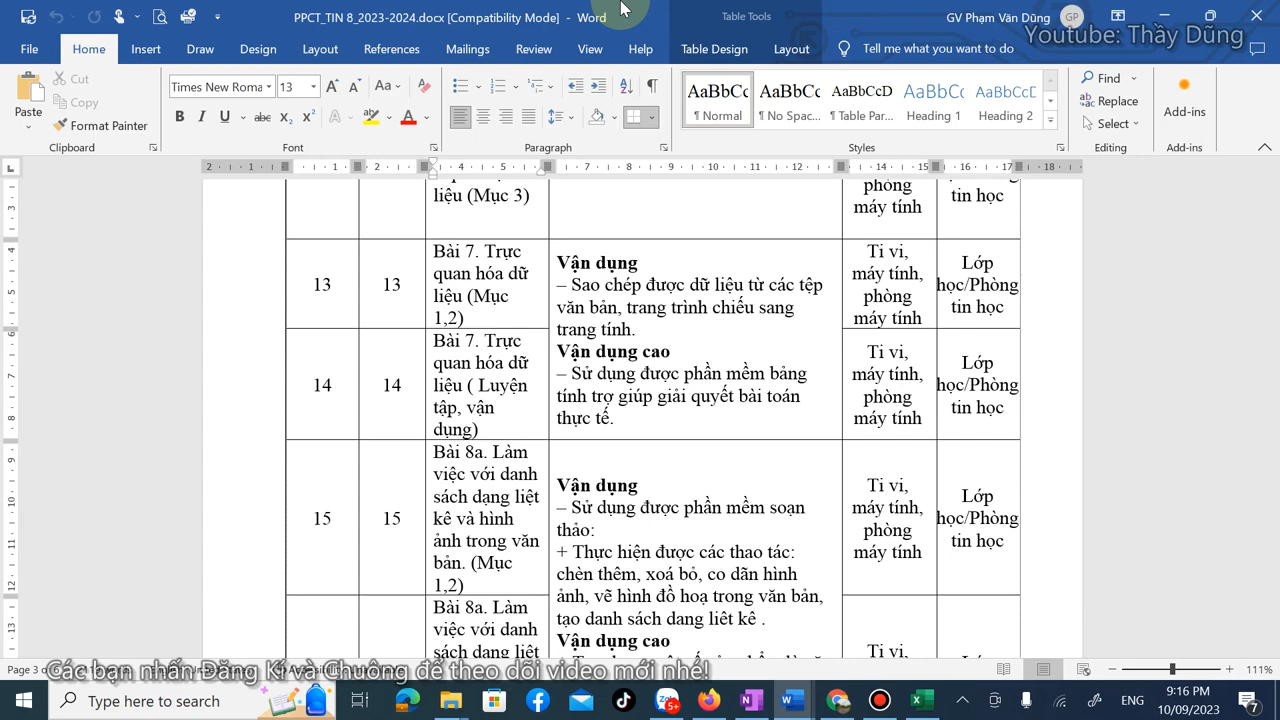 PPCT_TIN 8_2023-2024.docx [Compatibility Mode] - Word
Table Tools
GV Phạm Văn Dũng
GP
Youtube: Thầy Dũng
File
Home
Insert
Draw
Design
Layout
References
Mailings
Review
View
Help
Table Design
Layout
Tell me what you want to do
Paste
Cut
Copy
Format Painter
Clipboard
Times New Roma
13
Font
Paragraph
AaBbCc
¶ Normal
AaBbCc
¶ No Spac...
AaBbCcD
¶ Table Par...
AaBbCc
Heading 1
AaBbCcD
Heading 2
Styles
Find
Replace
Select
Editing
Add-ins
Add-ins
liệu (Mục 3)
phòng
máy tính
tin học
13
13
Bài 7. Trực
quan hóa dữ
liệu (Mục
1,2)
Vận dụng
– Sao chép được dữ liệu từ các tệp
văn bản, trang trình chiếu sang
trang tính.
Vận dụng cao
– Sử dụng được phần mềm bảng
tính trợ giúp giải quyết bài toán
thực tế.
Ti vi,
máy tính,
phòng
máy tính
Lớp
học/Phòng
tin học
14
14
Bài 7. Trực
quan hóa dữ
liệu ( Luyện
tập, vận
dụng)
Ti vi,
máy tính,
phòng
máy tính
Lớp
học/Phòng
tin học
15
15
Bài 8a. Làm
việc với danh
sách dạng liệt
kê và hình
ảnh trong văn
bản. (Mục
1,2)
Vận dụng
– Sử dụng được phần mềm soạn
thảo:
+ Thực hiện được các thao tác:
chèn thêm, xoá bỏ, co dãn hình
ảnh, vẽ hình đồ hoạ trong văn bản,
tạo danh sách dạng liêt kê .
Vận dụng cao
Ti vi,
máy tính,
phòng
máy tính
Lớp
học/Phòng
tin học
Bài 8a. Làm
việc với danh
sách dạng liệt
Ti vi,
Page 3 o
Các bạn nhấn Đăng Kí và Chuông để theo dõi video mới nhé!
111%
Type here to search
5+
ENG
9:16 PM
10/09/2023
7